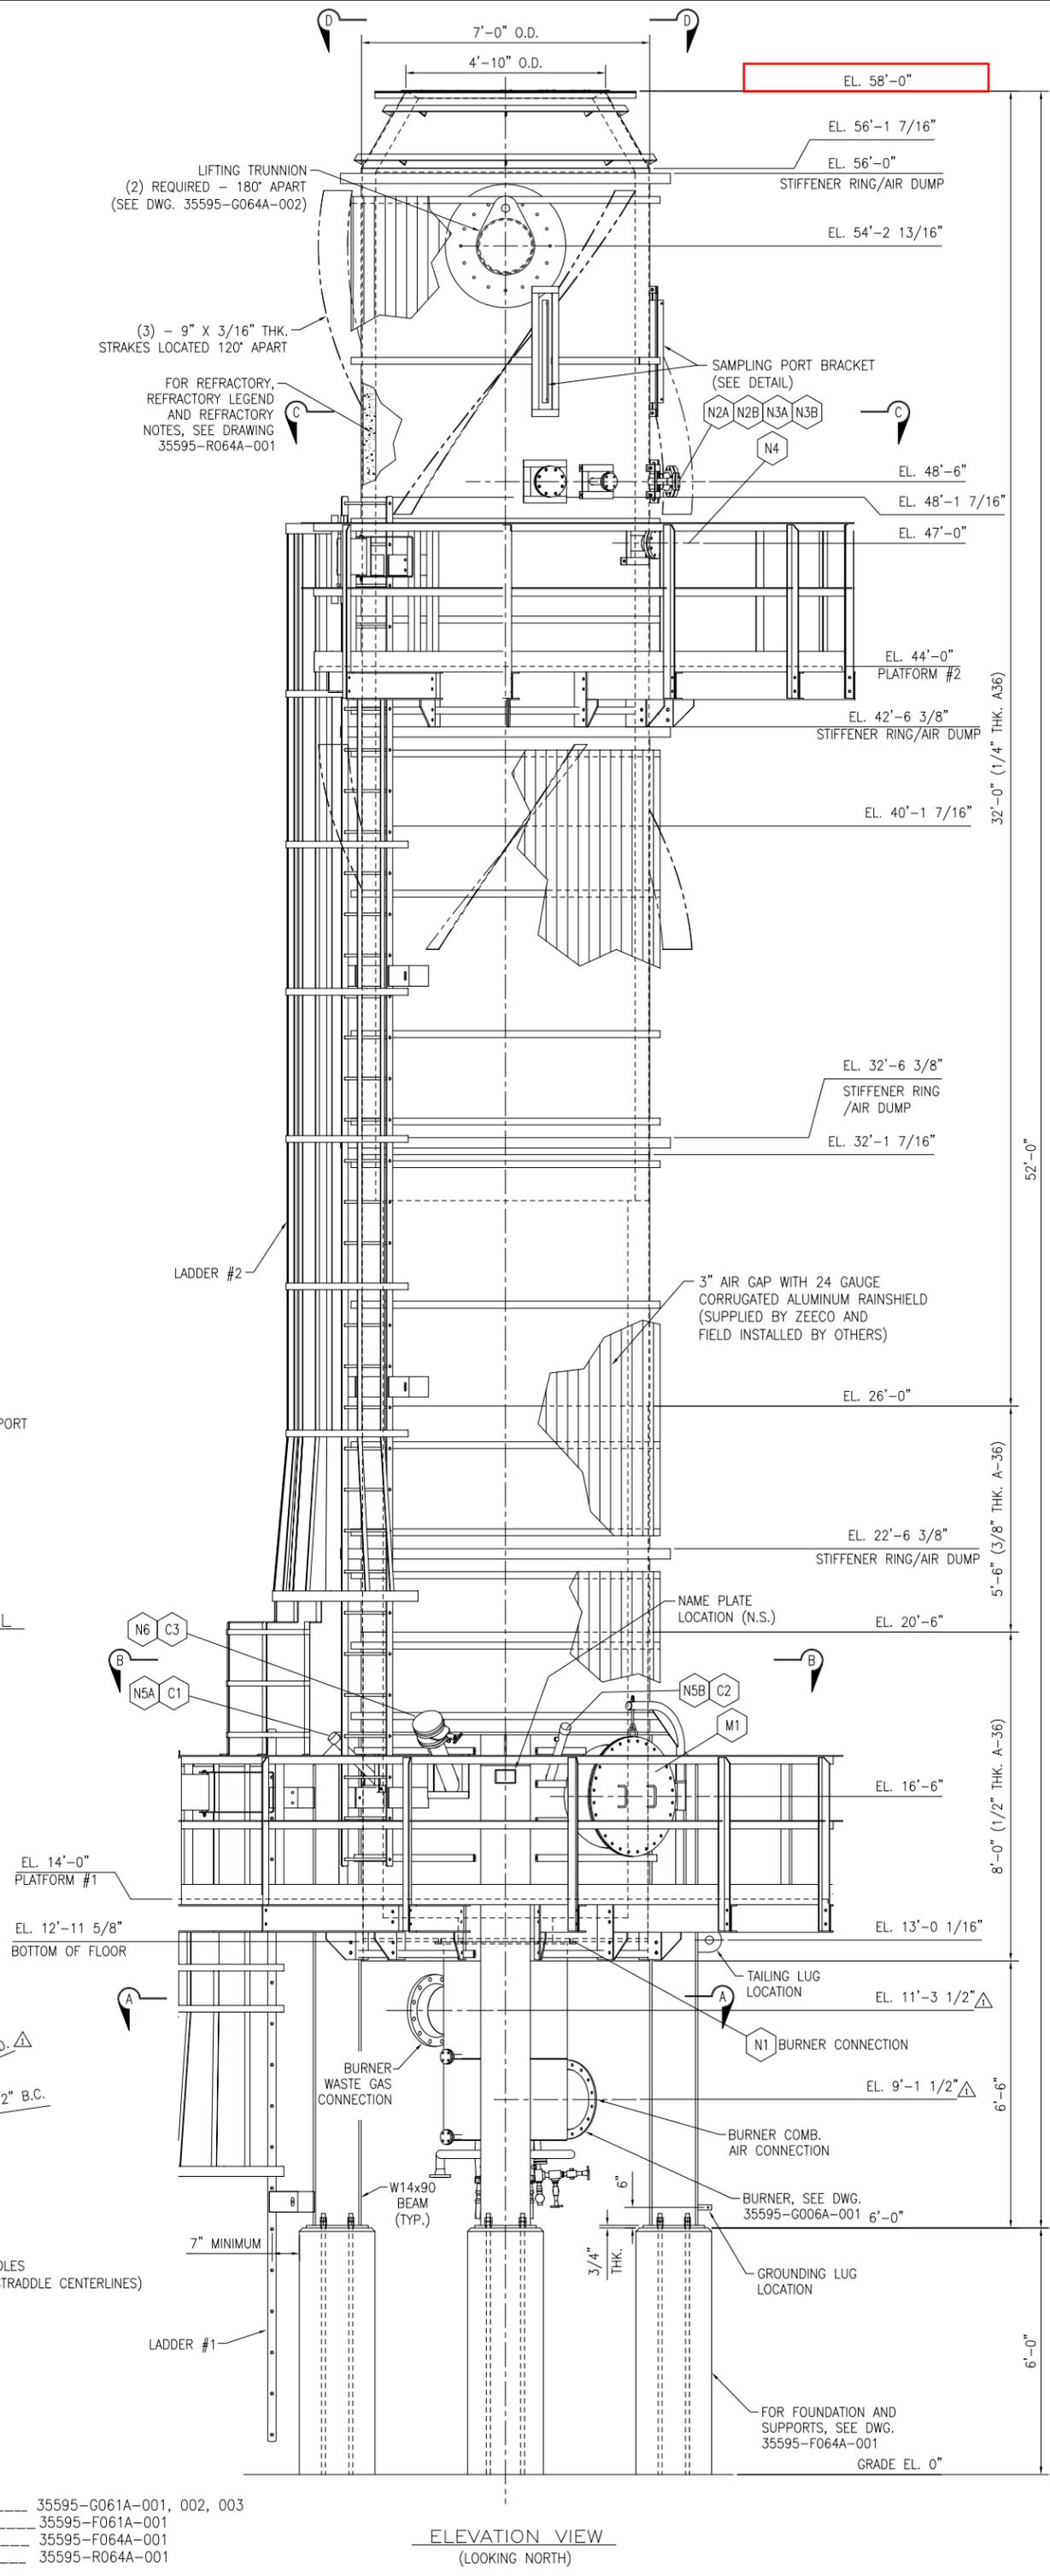 D
D
7'-0" O.D.
4'-10" O.D.
EL. 58'-0"
EL. 56'-1 7/16"
EL. 56'-0"
STIFFENER RING/AIR DUMP
LIFTING TRUNNION
(2) REQUIRED - 180° APART
(SEE DWG. 35595-G064A-002)
EL. 54'-2 13/16"
(3) - 9" X 3/16" THK.
STRAKES LOCATED 120° APART
SAMPLING PORT BRACKET
(SEE DETAIL)
FOR REFRACTORY,
REFRACTORY LEGEND
AND REFRACTORY
NOTES, SEE DRAWING
35595-R064A-001
C
N2A N2B N3A N3B
C
N4
EL. 48'-6"
EL. 48'-1 7/16"
EL. 47'-0"
EL. 44'-0"
PLATFORM #2
EL. 42'-6 3/8"
STIFFENER RING/AIR DUMP
32'-0" (1/4" THK. A36)
EL. 40'-1 7/16"
EL. 32'-6 3/8"
STIFFENER RING
/AIR DUMP
EL. 32'-1 7/16"
52'-0"
LADDER #2
3" AIR GAP WITH 24 GAUGE
CORRUGATED ALUMINUM RAINSHIELD
(SUPPLIED BY ZEECO AND
FIELD INSTALLED BY OTHERS)
EL. 26'-0"
PORT
5'-6" (3/8" THK. A-36)
EL. 22'-6 3/8"
STIFFENER RING/AIR DUMP
NAME PLATE
LOCATION (N.S.)
L
EL. 20'-6"
N6 C3
B
B
N5A C1
N5B C2
M1
EL. 16'-6"
8'-0" (1/2" THK. A-36)
EL. 14'-0"
PLATFORM #1
EL. 12'-11 5/8"
BOTTOM OF FLOOR
EL. 13'-0 1/16"
TAILING LUG
LOCATION
A
A
EL. 11'-3 1/2" 1
N1 BURNER CONNECTION
O. 1
BURNER
WASTE GAS
CONNECTION
EL. 9'-1 1/2" 1
2" B.C.
6'-6"
BURNER COMB.
AIR CONNECTION
W14x90
BEAM
(TYP.)
6"
BURNER, SEE DWG.
35595-G006A-001
6'-0"
7" MINIMUM
3/4"
THK.
OLES
STRADDLE CENTERLINES)
GROUNDING LUG
LOCATION
LADDER #1
6'-0"
FOR FOUNDATION AND
SUPPORTS, SEE DWG.
35595-F064A-001
GRADE EL. 0"
35595-G061A-001, 002, 003
35595-F061A-001
35595-F064A-001
35595-R064A-001
ELEVATION VIEW
(LOOKING NORTH)